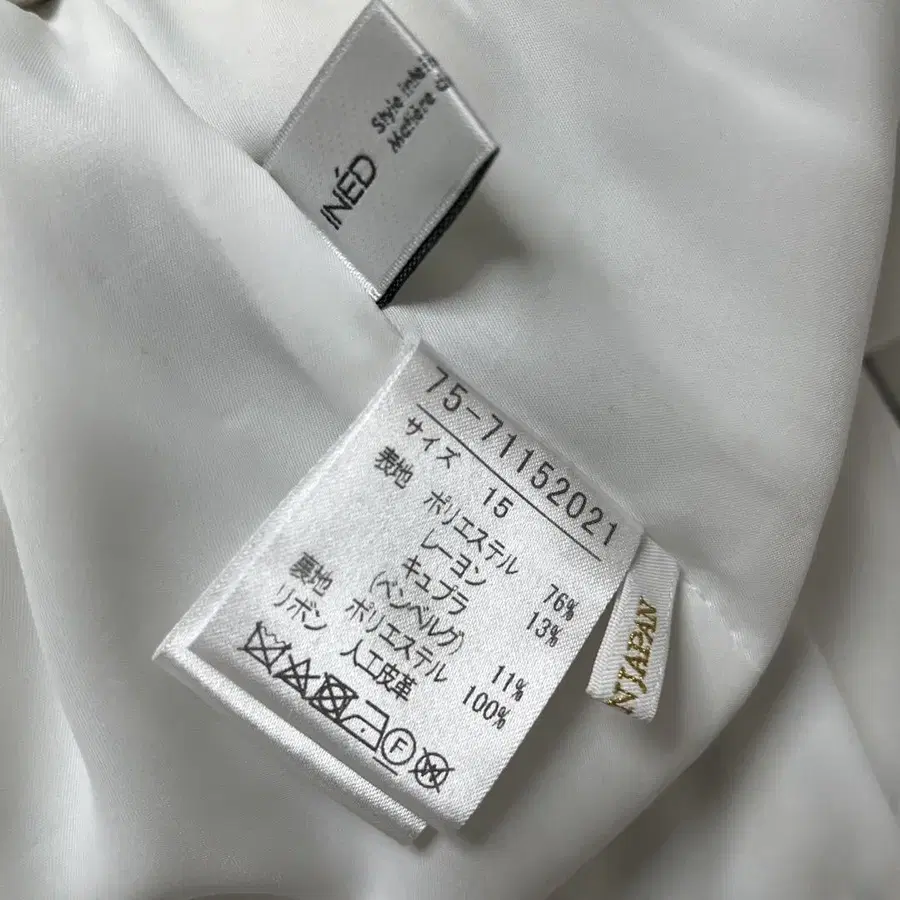 INÉD
Style
Matière
75-71152021
サイズ 15
表地 ポリエステル 76%
レーヨン 13%
キュプラ
(ベンベルグ) 11%
裏地 ポリエステル 100%
リボン 人工皮革
F
W
N JAPAN